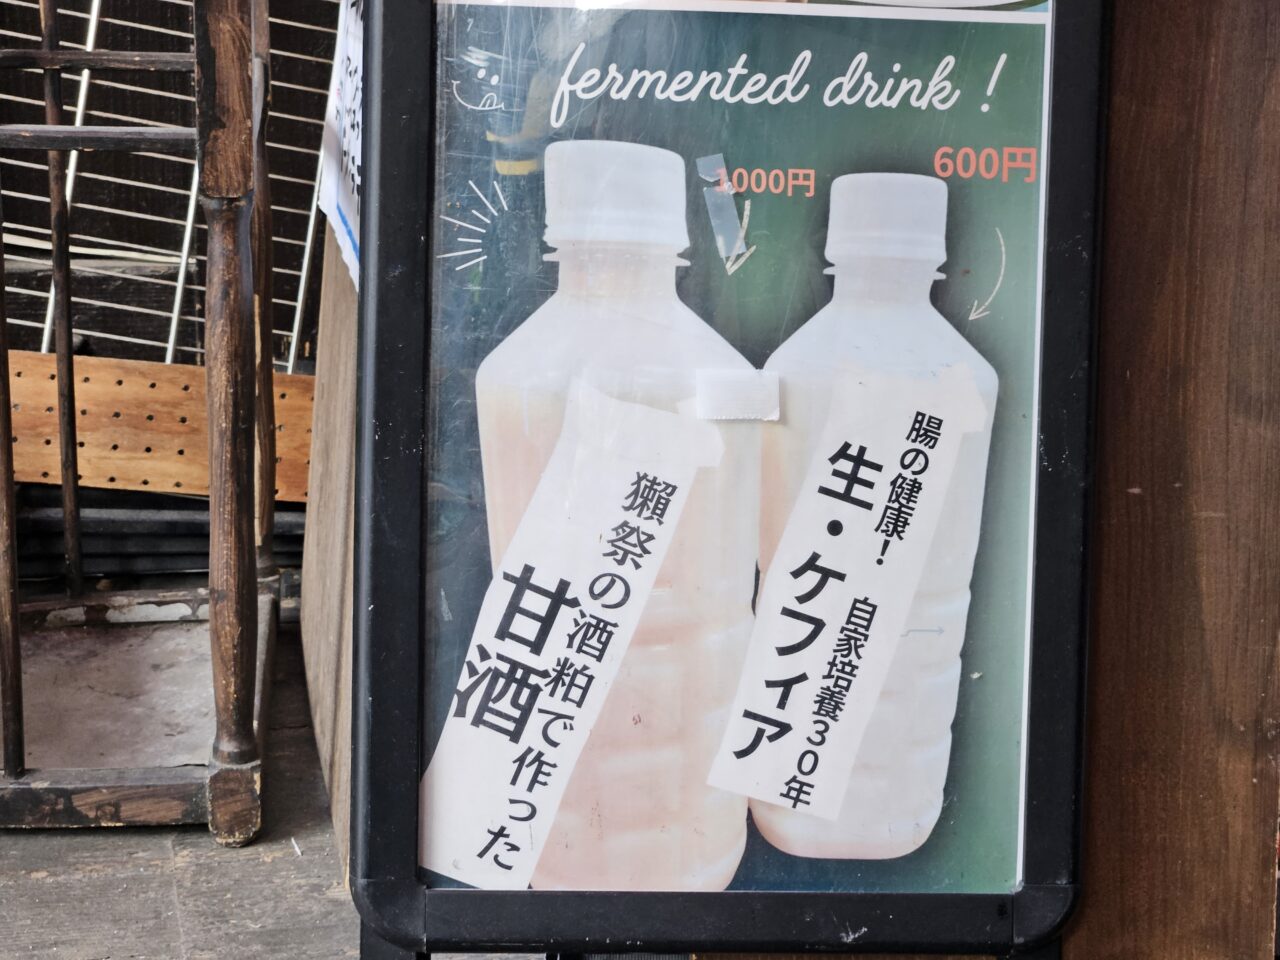 fermented drink!
1000円
600円
獺祭の酒粕で作った
甘酒
腸の健康！ 自家培養30年
生・ケフィア